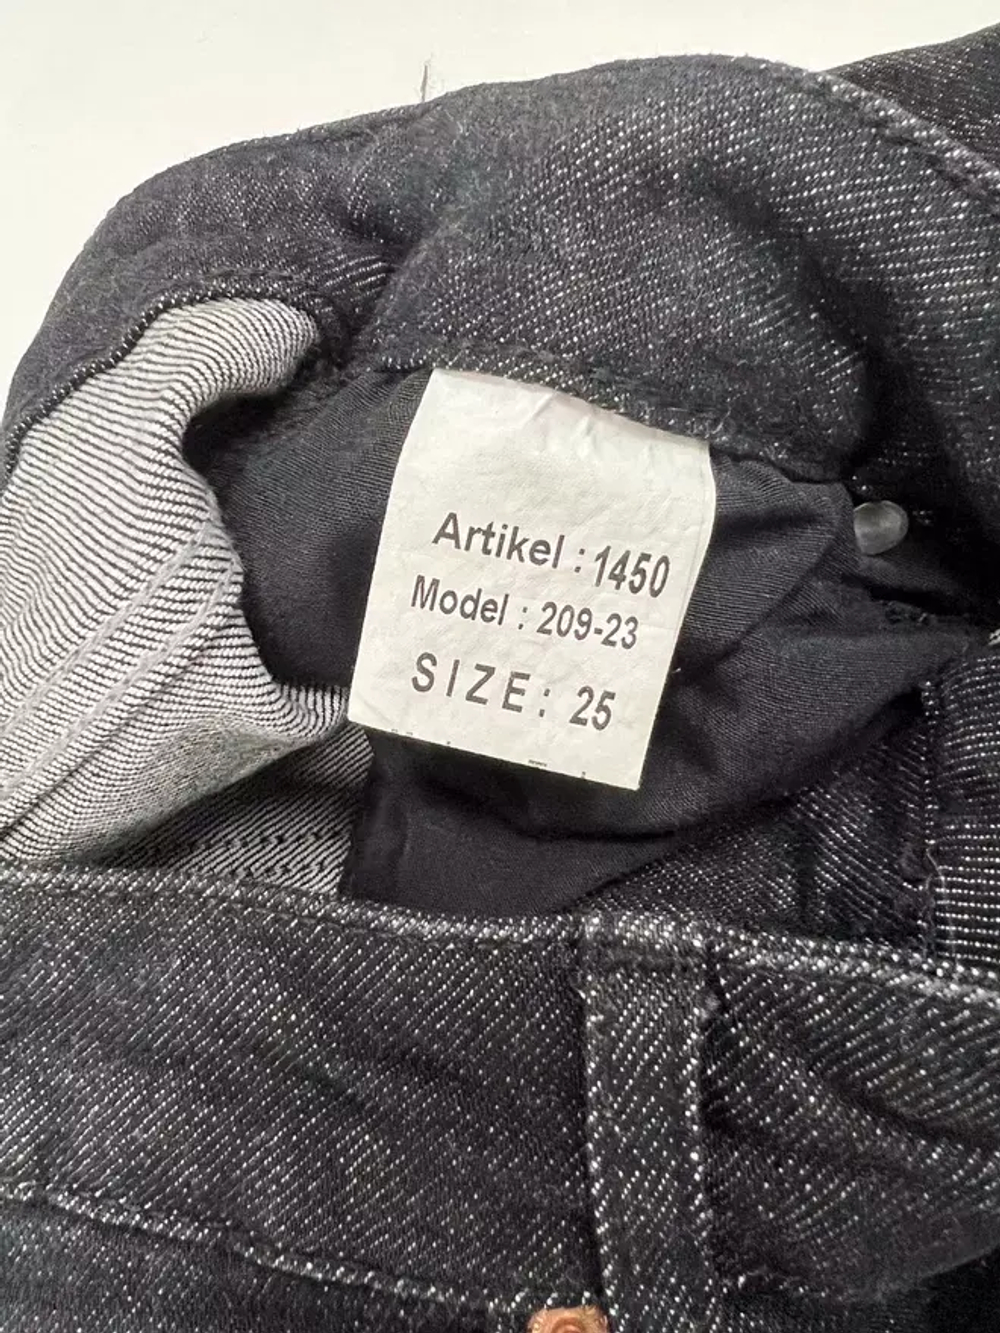 Artikel : 1450
Model : 209-23
SIZE : 25